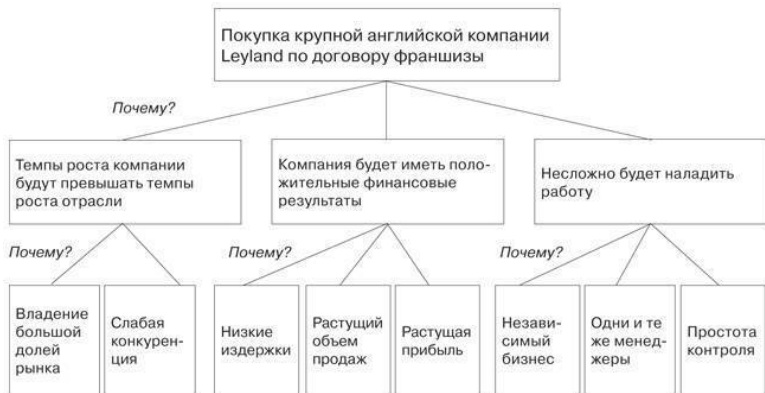 Покупка крупной английской компании
Leyland по договору франшизы
Почему?
Темпы роста компании
будут превышать темпы
роста отрасли
Компания будет иметь поло-
жительные финансовые
результаты
Несложно будет наладить
работу
Почему?
Почему?
Почему?
Владение
большой
долей
рынка
Слабая
конкурен-
ция
Низкие
издержки
Растущий
объем
продаж
Растущая
прибыль
Незави-
симый
бизнес
Одни и те
же менед-
жеры
Простота
контроля